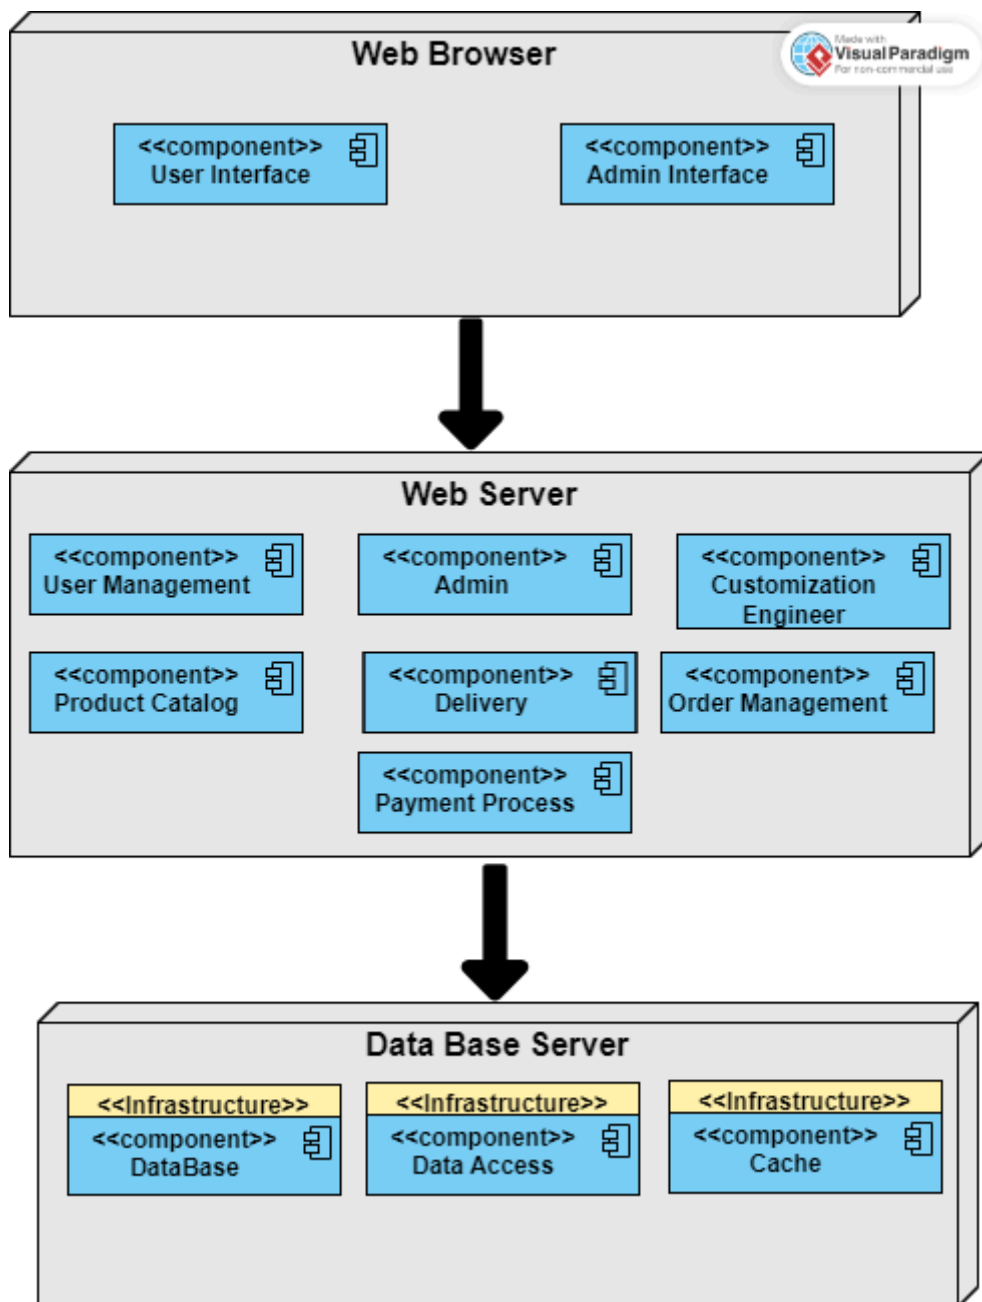 Web Browser
Made with
Visual Paradigm
For non-commercial use
<<component>>
User Interface
<<component>>
Admin Interface
Web Server
<<component>>
User Management
<<component>>
Admin
<<component>>
Customization
Engineer
<<component>>
Product Catalog
<<component>>
Delivery
<<component>>
Order Management
<<component>>
Payment Process
Data Base Server
<<Infrastructure>>
<<component>>
DataBase
<<Infrastructure>>
<<component>>
Data Access
<<Infrastructure>>
<<component>>
Cache